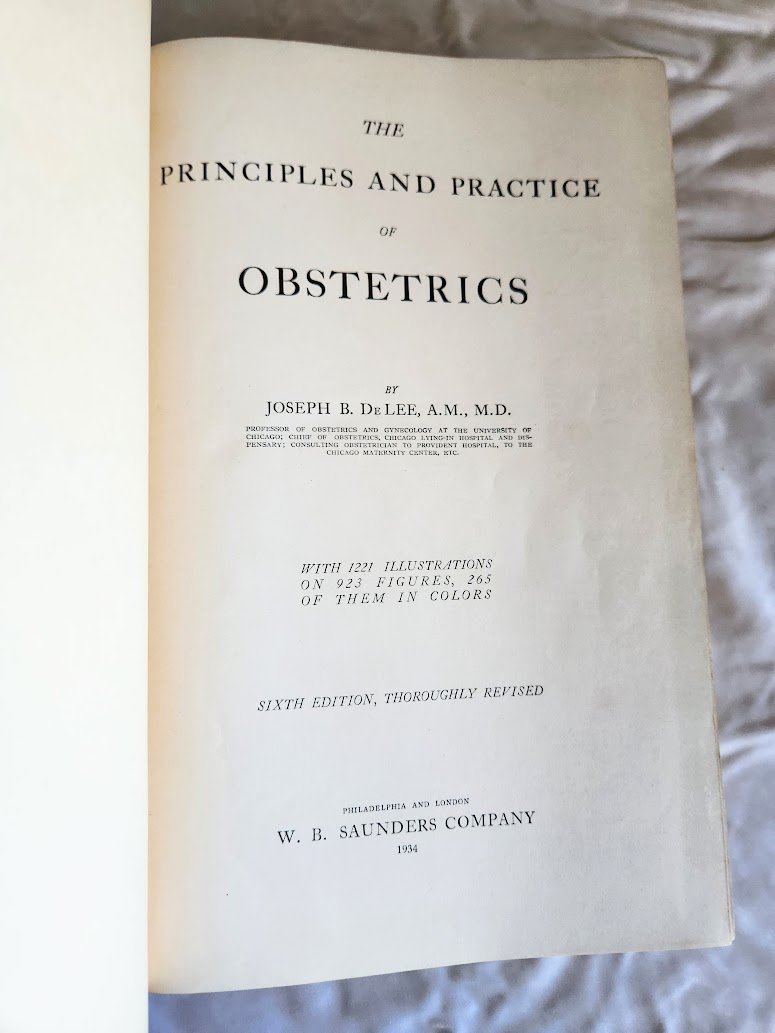 THE
PRINCIPLES AND PRACTICE
OF
OBSTETRICS
BY
JOSEPH B. DE LEE, A.M., M.D.
PROFESSOR OF OBSTETRICS AND GYNECOLOGY AT THE UNIVERSITY OF
CHICAGO; CHIEF OF OBSTETRICS, CHICAGO LYING-IN HOSPITAL AND DIS-
PENSARY; CONSULTING OBSTETRICIAN TO PROVIDENT HOSPITAL, TO THE
CHICAGO MATERNITY CENTER, ETC.
WITH 1221 ILLUSTRATIONS
ON 923 FIGURES, 265
OF THEM IN COLORS
SIXTH EDITION, THOROUGHLY REVISED
PHILADELPHIA AND LONDON
W. B. SAUNDERS COMPANY
1934